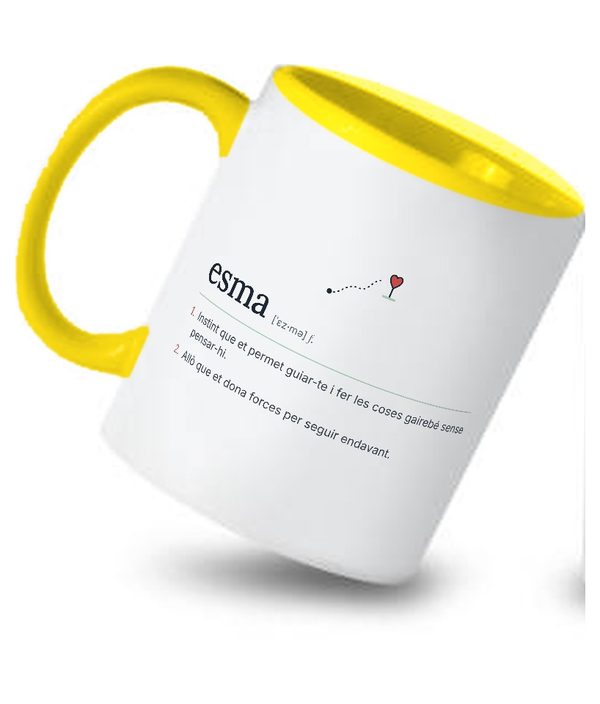 esma ['ɛz·mə] f.
1. Instint que et permet guiar-te i fer les coses gairebé sense
pensar-hi.
2. Allò que et dona forces per seguir endavant.